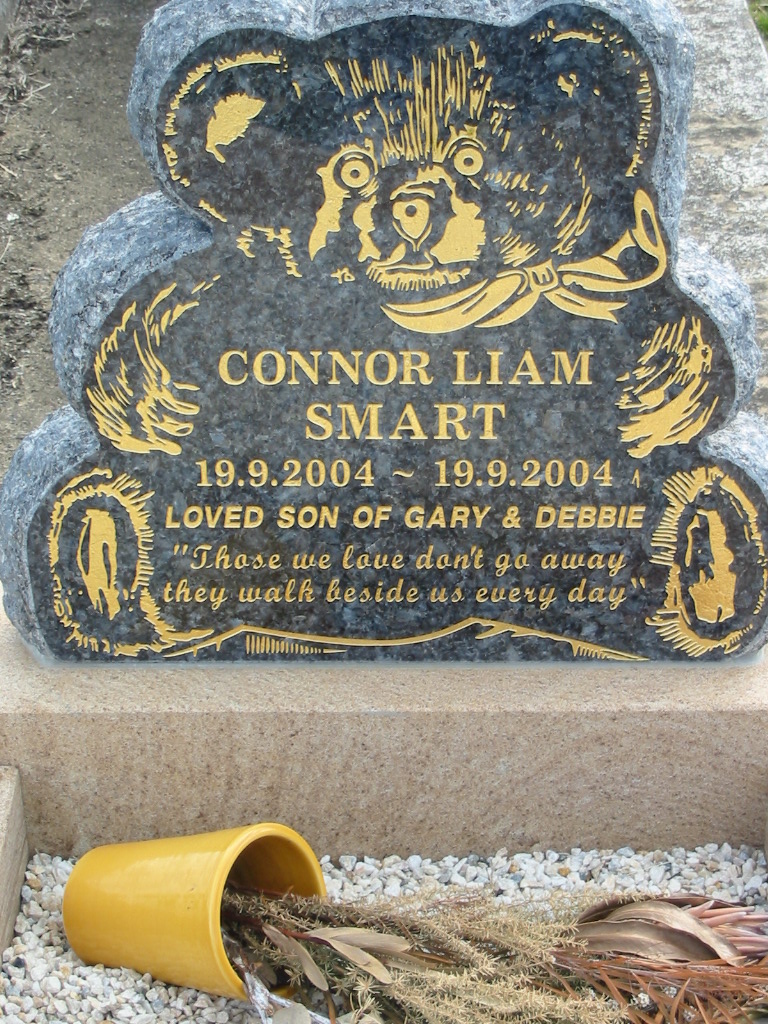 CONNOR LIAM
SMART
19.9.2004 ~ 19.9.2004
LOVED SON OF GARY & DEBBIE
"Those we love don't go away
they walk beside us every day"